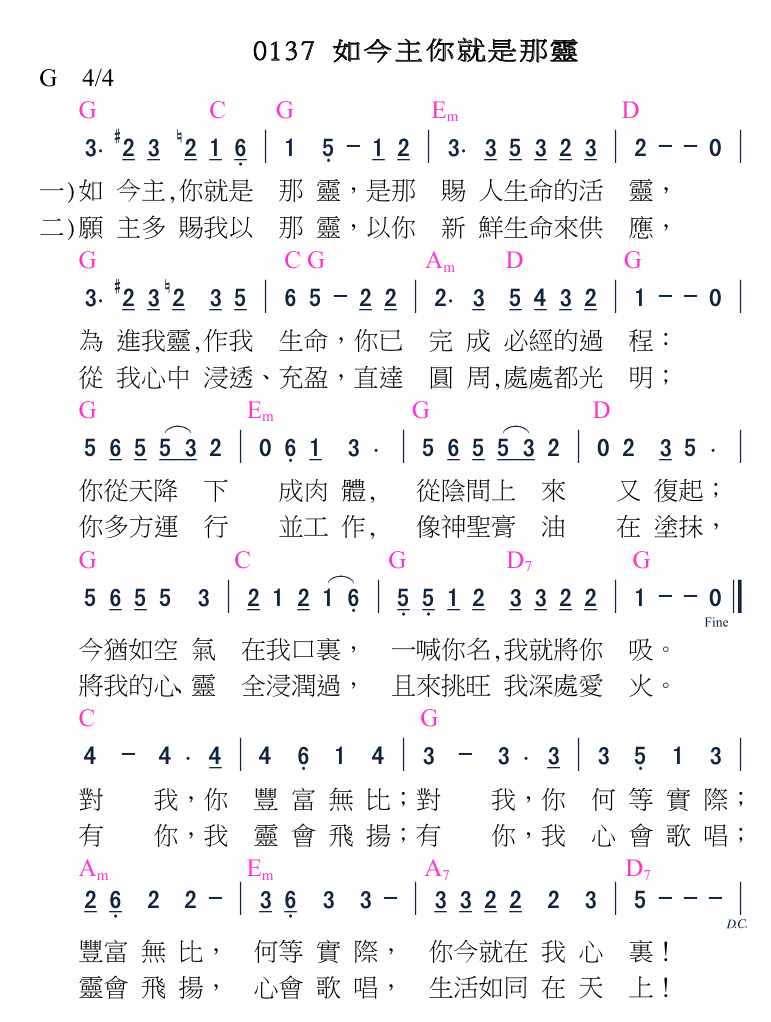 0137 如今主你就是那靈
G 4/4
G C G Em D
3· #2 3 ♮2 1 6̣ | 1 5̣ - 1 2 | 3· 3 5 3 2 3 | 2 - - 0 |
一)如 今主,你就是 那 靈，是那 賜 人生命的活 靈，
二)願 主多 賜我以 那 靈，以你 新 鮮生命來供 應，
G C G Am D G
3· #2 3 ♮2 3 5 | 6 5 - 2 2 | 2· 3 5 4 3 2 | 1 - - 0 |
為 進我靈,作我 生命，你已 完 成 必經的過 程：
從 我心中 浸透、充盈，直達 圓 周,處處都光 明；
G Em G D
5 6 5 5 3 2 | 0 6̣ 1 3 · | 5 6 5 5 3 2 | 0 2 3 5 · |
你從天降 下 成肉 體, 從陰間上 來 又 復起；
你多方運 行 並工 作, 像神聖膏 油 在 塗抹，
G C G D7 G
5 6 5 5 3 | 2 1 2 1 6̣ | 5̣ 5̣ 1 2 3 3 2 2 | 1 - - 0 ‖
Fine
今猶如空 氣 在我口裏， 一喊你名,我就將你 吸。
將我的心、靈 全浸潤過， 且來挑旺 我深處愛 火。
C G
4 - 4 · 4 | 4 6̣ 1 4 | 3 - 3 · 3 | 3 5̣ 1 3 |
對 我，你 豐 富 無 比；對 我，你 何 等 實 際；
有 你，我 靈 會 飛 揚；有 你，我 心 會 歌 唱；
Am Em A7 D7
2 6̣ 2 2 - | 3 6̣ 3 3 - | 3 3 2 2 2 3 | 5 - - - |
D.C.
豐富 無 比， 何等 實 際， 你今就在 我 心 裏！
靈會 飛 揚， 心會 歌 唱， 生活如同 在 天 上！